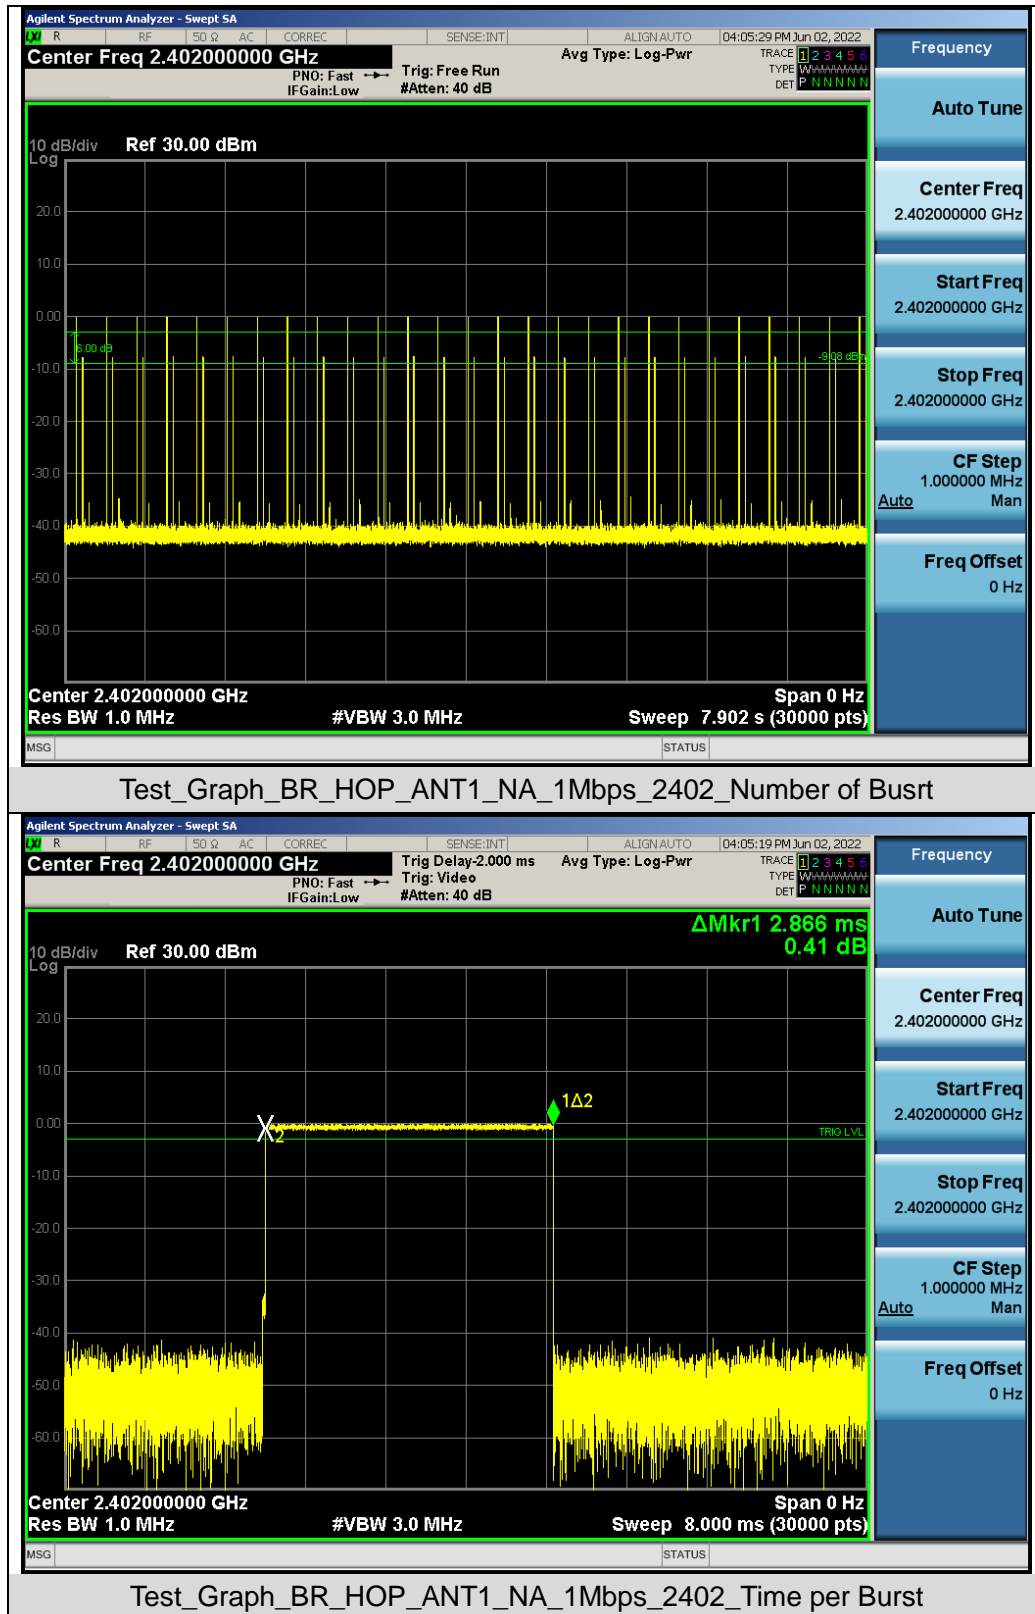 Agilent Spectrum Analyzer - Swept SA
LXI R RF 50 Ω AC CORREC SENSE:INT ALIGN AUTO 04:05:29 PM Jun 02, 2022
Center Freq 2.402000000 GHz
PNO: Fast
IFGain:Low
Trig: Free Run
#Atten: 40 dB
Avg Type: Log-Pwr
TRACE 1 2 3 4 5 6
TYPE W
DET P N N N N N
10 dB/div Ref 30.00 dBm
Log
20.0
10.0
0.00
6.00 dB
-9.08 dBm
-10.0
-20.0
-30.0
-40.0
-50.0
-60.0
Center 2.402000000 GHz Span 0 Hz
Res BW 1.0 MHz #VBW 3.0 MHz Sweep 7.902 s (30000 pts)
MSG STATUS
Frequency
Auto Tune
Center Freq
2.402000000 GHz
Start Freq
2.402000000 GHz
Stop Freq
2.402000000 GHz
CF Step
1.000000 MHz
Auto Man
Freq Offset
0 Hz
Test_Graph_BR_HOP_ANT1_NA_1Mbps_2402_Number of Busrt
Agilent Spectrum Analyzer - Swept SA
LXI R RF 50 Ω AC CORREC SENSE:INT ALIGN AUTO 04:05:19 PM Jun 02, 2022
Center Freq 2.402000000 GHz
PNO: Fast
IFGain:Low
Trig Delay-2.000 ms
Trig: Video
#Atten: 40 dB
Avg Type: Log-Pwr
TRACE 1 2 3 4 5 6
TYPE W
DET P N N N N N
ΔMkr1 2.866 ms
0.41 dB
10 dB/div Ref 30.00 dBm
Log
20.0
10.0
1Δ2
0.00
X2
TRIG LVL
-10.0
-20.0
-30.0
-40.0
-50.0
-60.0
Center 2.402000000 GHz Span 0 Hz
Res BW 1.0 MHz #VBW 3.0 MHz Sweep 8.000 ms (30000 pts)
MSG STATUS
Frequency
Auto Tune
Center Freq
2.402000000 GHz
Start Freq
2.402000000 GHz
Stop Freq
2.402000000 GHz
CF Step
1.000000 MHz
Auto Man
Freq Offset
0 Hz
Test_Graph_BR_HOP_ANT1_NA_1Mbps_2402_Time per Burst